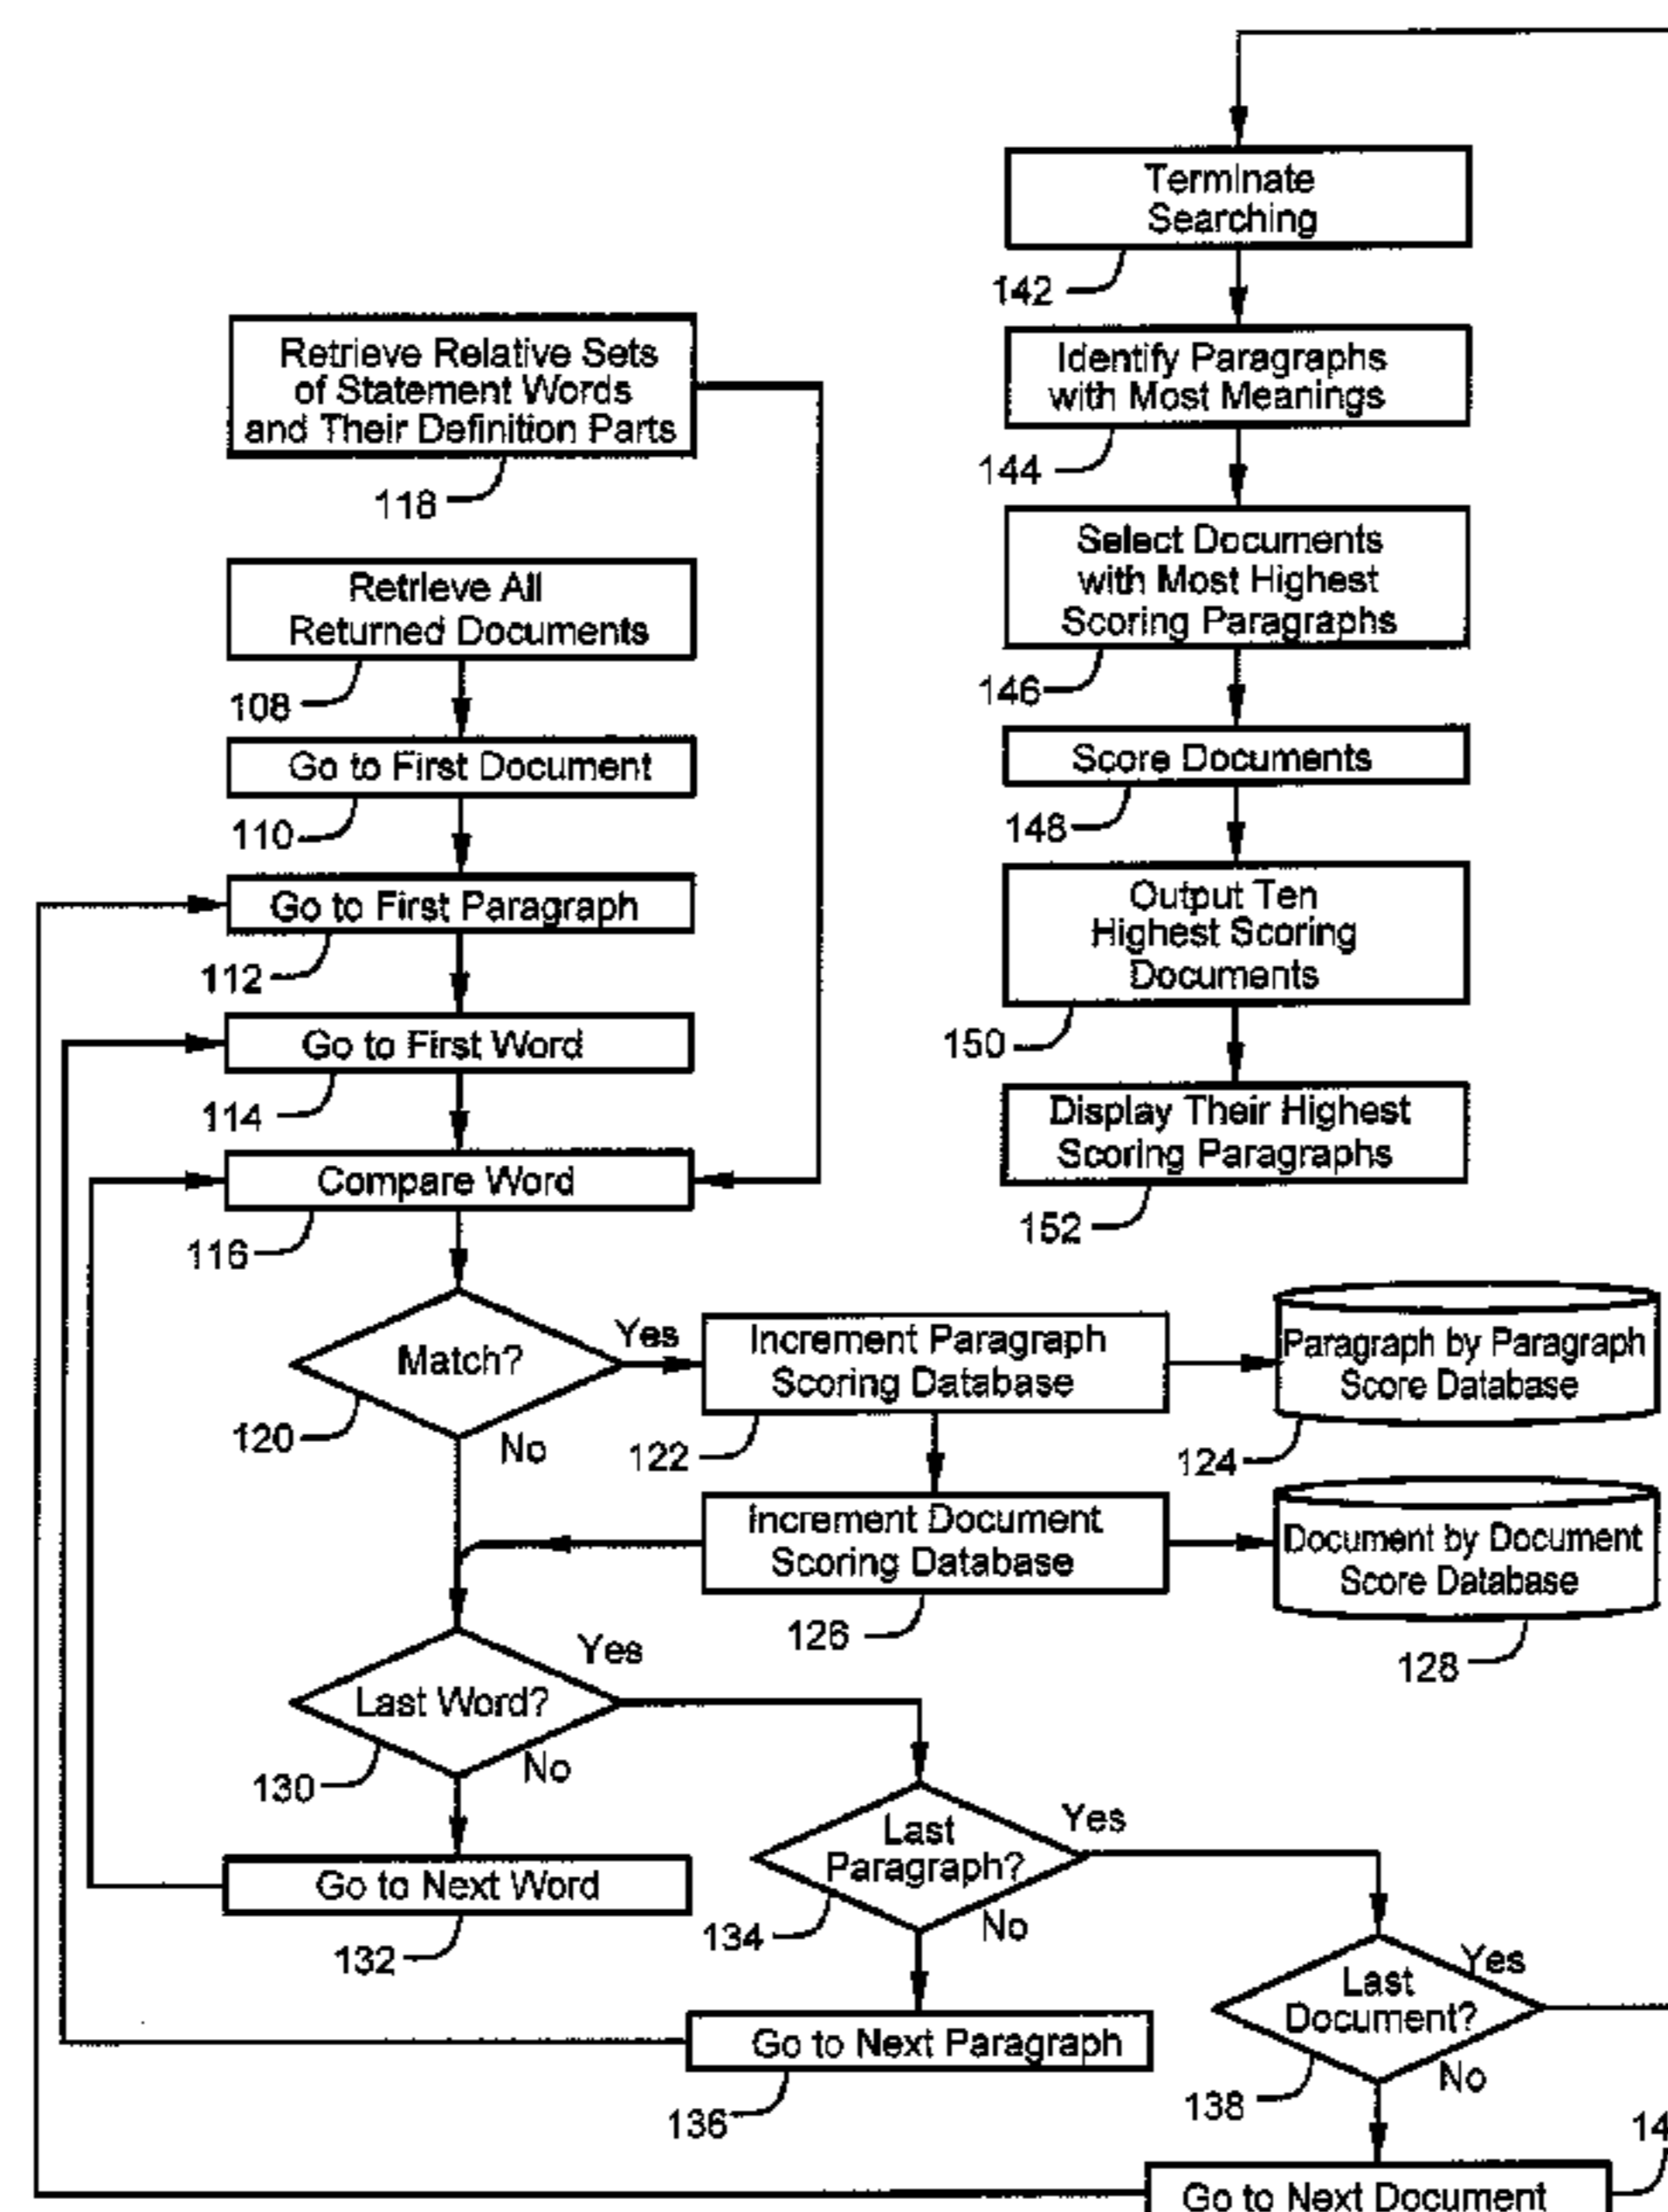 Terminate
Searching
142
Identify Paragraphs
with Most Meanings
144
Select Documents
with Most Highest
Scoring Paragraphs
146
Score Documents
148
Output Ten
Highest Scoring
Documents
150
Display Their Highest
Scoring Paragraphs
152
Retrieve Relative Sets
of Statement Words
and Their Definition Parts
118
Retrieve All
Returned Documents
108
Go to First Document
110
Go to First Paragraph
112
Go to First Word
114
Compare Word
116
Match?
120
Yes
No
Increment Paragraph
Scoring Database
122
Paragraph by Paragraph
Score Database
124
Increment Document
Scoring Database
126
Document by Document
Score Database
128
Last Word?
130
Yes
No
Go to Next Word
132
Last
Paragraph?
134
Yes
No
Go to Next Paragraph
136
Last
Document?
138
Yes
No
Go to Next Document